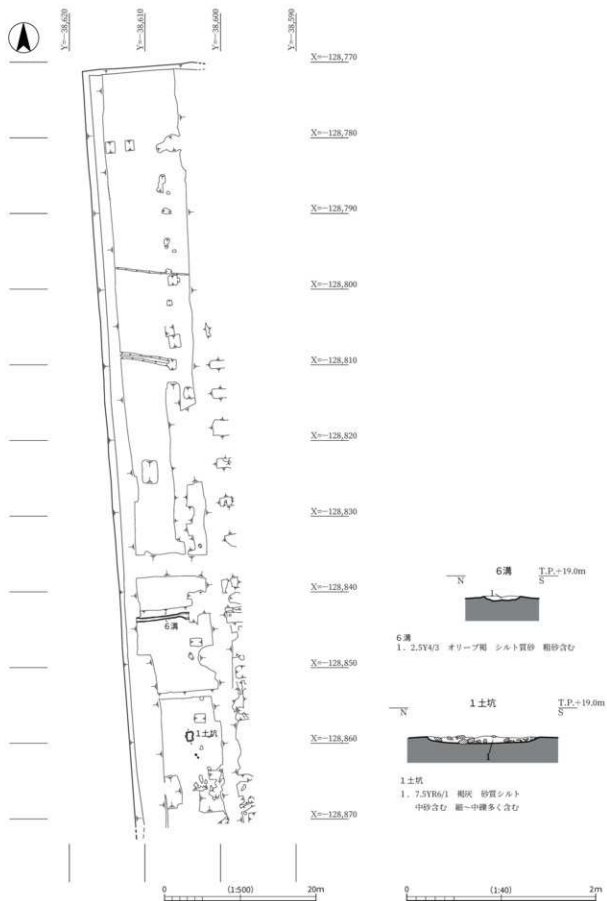 Y=-38,620
Y=-38,610
Y=-38,600
Y=-38,590
X=-128,770
X=-128,780
X=-128,790
X=-128,800
X=-128,810
X=-128,820
X=-128,830
X=-128,840
X=-128,850
X=-128,860
X=-128,870
6溝
1土坑
0 (1:500) 20m
6溝
N
T.P.+19.0m
S
1
6溝
1. 2.5Y4/3 オリーブ褐 シルト質砂 粗砂含む
1土坑
N
T.P.+19.0m
S
1
1土坑
1. 7.5YR6/1 褐灰 砂質シルト
中砂含む 細~中礫多く含む
0 (1:40) 2m